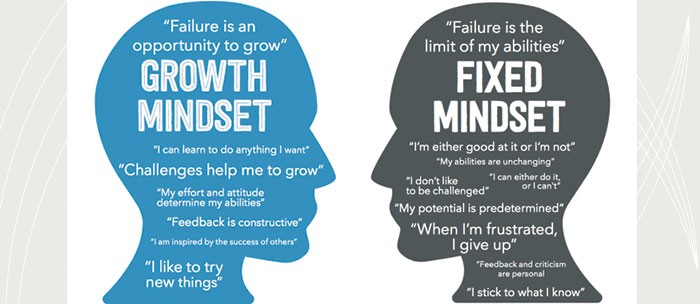 “Failure is an
opportunity to grow”
GROWTH
MINDSET
“I can learn to do anything I want”
“Challenges help me to grow”
“My effort and attitude
determine my abilities”
“Feedback is constructive”
“I am inspired by the success of others”
“I like to try
new things”
“Failure is the
limit of my abilities”
FIXED
MINDSET
“I’m either good at it or I’m not”
“My abilities are unchanging”
“I don’t like
to be challenged”
“I can either do it,
or I can’t”
“My potential is predetermined”
“When I’m frustrated,
I give up”
“Feedback and criticism
are personal
“I stick to what I know”